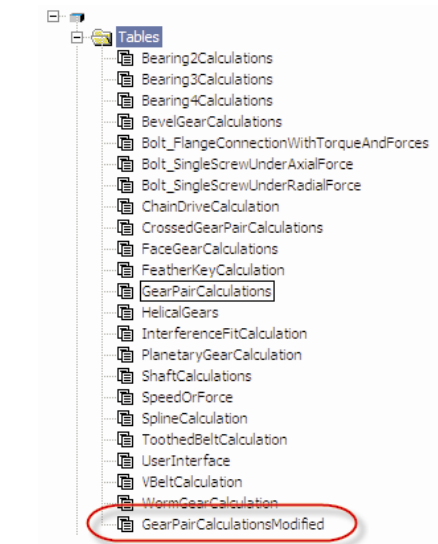 Tables
Bearing2Calculations
Bearing3Calculations
Bearing4Calculations
BevelGearCalculations
Bolt_FlangeConnectionWithTorqueAndForces
Bolt_SingleScrewUnderAxialForce
Bolt_SingleScrewUnderRadialForce
ChainDriveCalculation
CrossedGearPairCalculations
FaceGearCalculations
FeatherKeyCalculation
GearPairCalculations
HelicalGears
InterferenceFitCalculation
PlanetaryGearCalculation
ShaftCalculations
SpeedOrForce
SplineCalculation
ToothedBeltCalculation
UserInterface
VBeltCalculation
WormGearCalculation
GearPairCalculationsModified